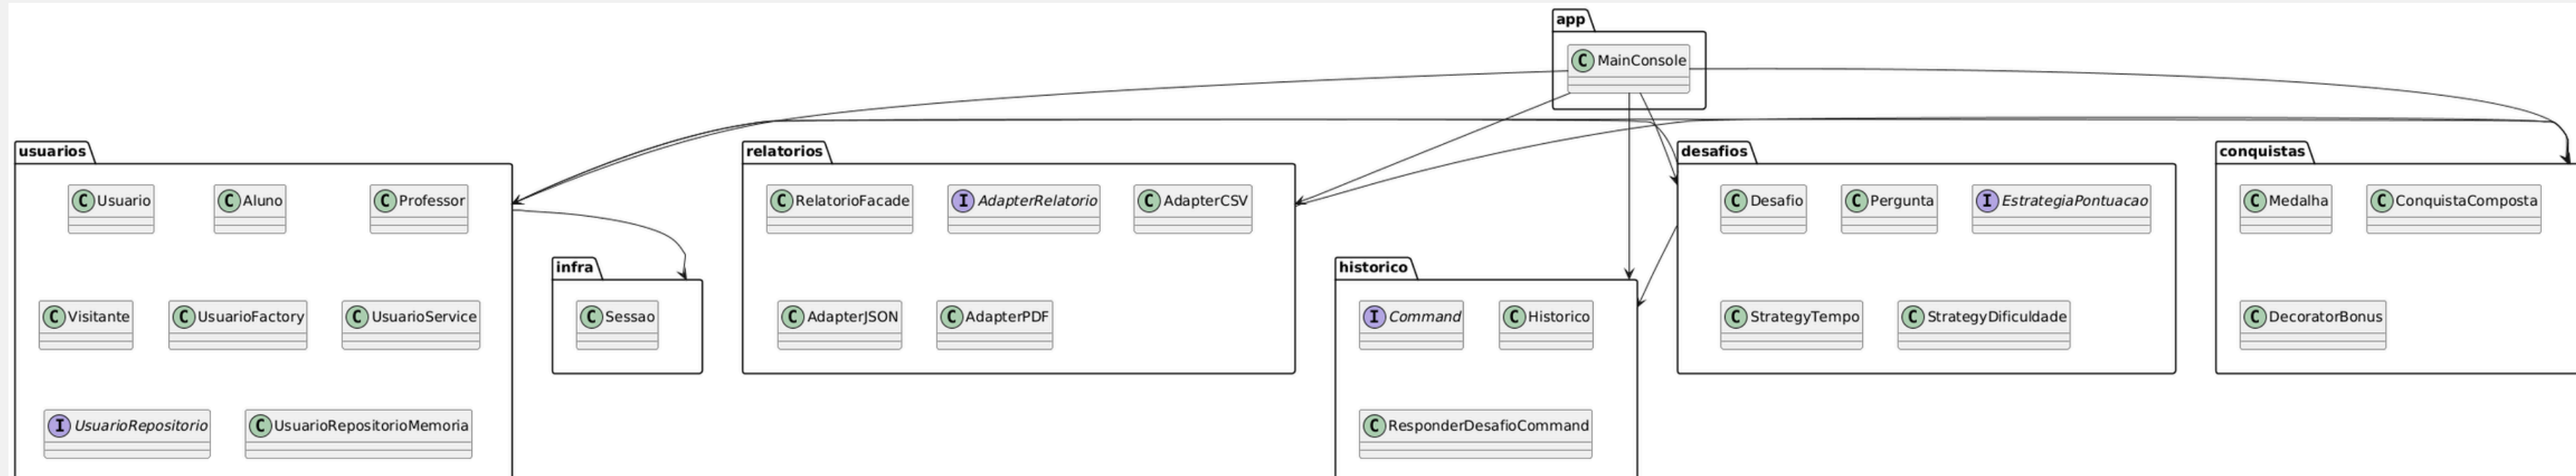 app
C MainConsole
usuarios
C Usuario
C Aluno
C Professor
C Visitante
C UsuarioFactory
C UsuarioService
I UsuarioRepositorio
C UsuarioRepositorioMemoria
infra
C Sessao
relatorios
C RelatorioFacade
I AdapterRelatorio
C AdapterCSV
C AdapterJSON
C AdapterPDF
historico
I Command
C Historico
C ResponderDesafioCommand
desafios
C Desafio
C Pergunta
I EstrategiaPontuacao
C StrategyTempo
C StrategyDificuldade
conquistas
C Medalha
C ConquistaComposta
C DecoratorBonus